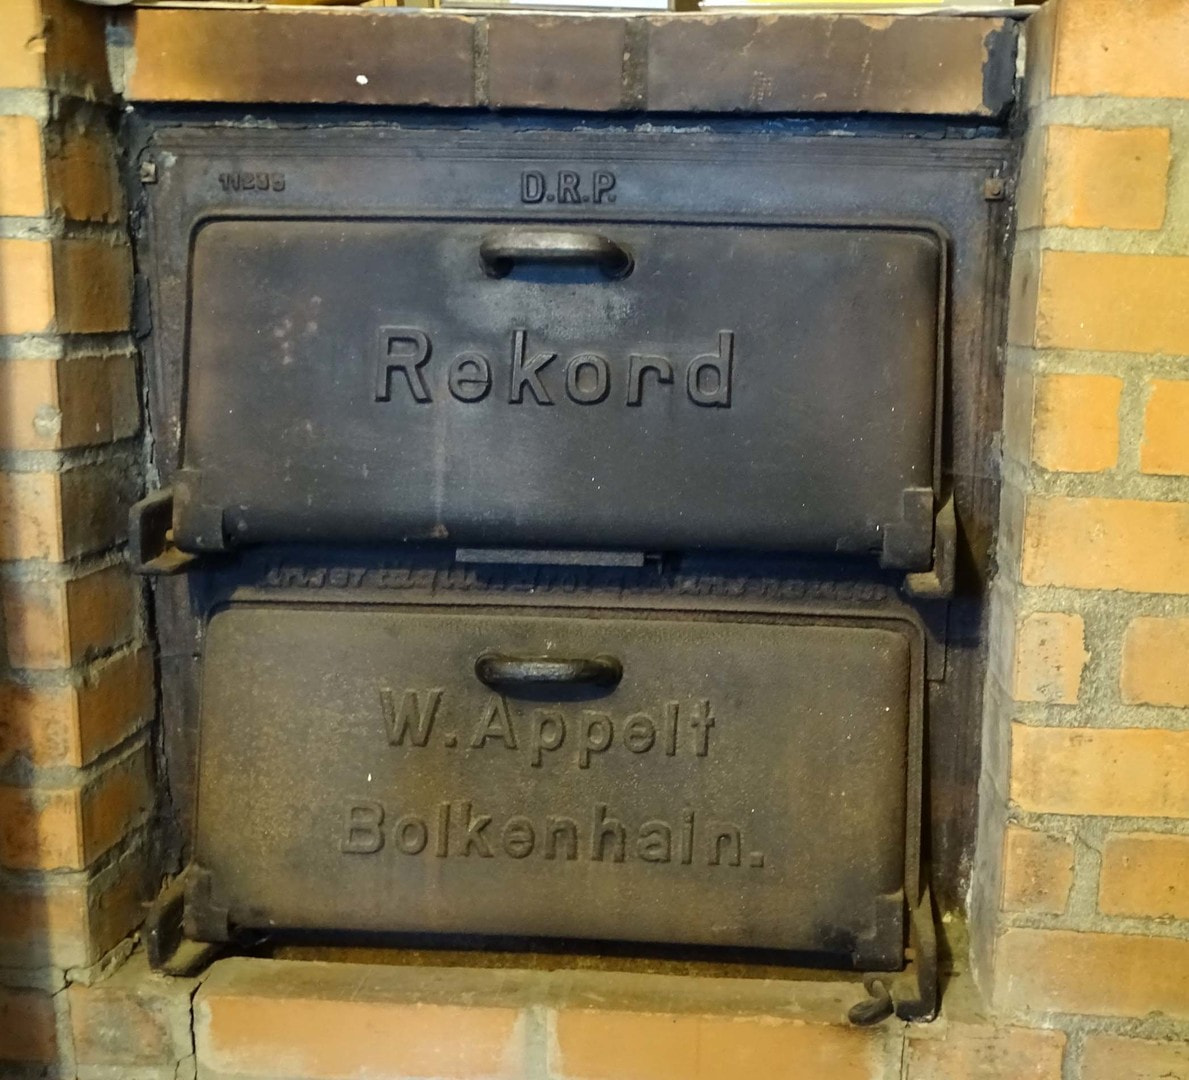 11235 D.R.P.
Rekord
W. Appelt
Bolkenhain.